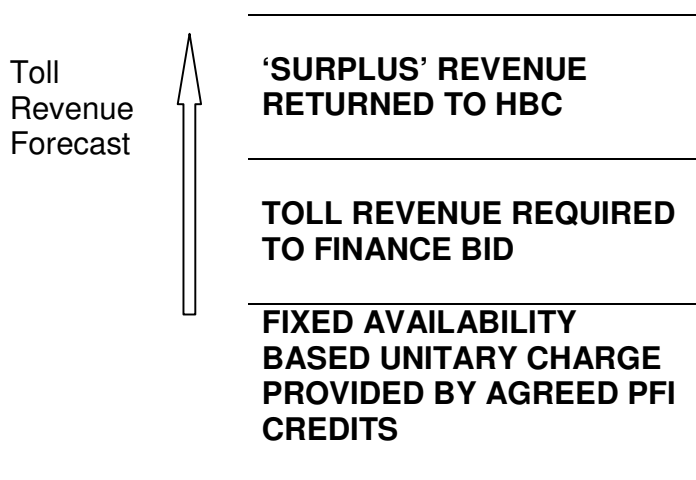 Toll
Revenue
Forecast
‘SURPLUS’ REVENUE
RETURNED TO HBC
TOLL REVENUE REQUIRED
TO FINANCE BID
FIXED AVAILABILITY
BASED UNITARY CHARGE
PROVIDED BY AGREED PFI
CREDITS